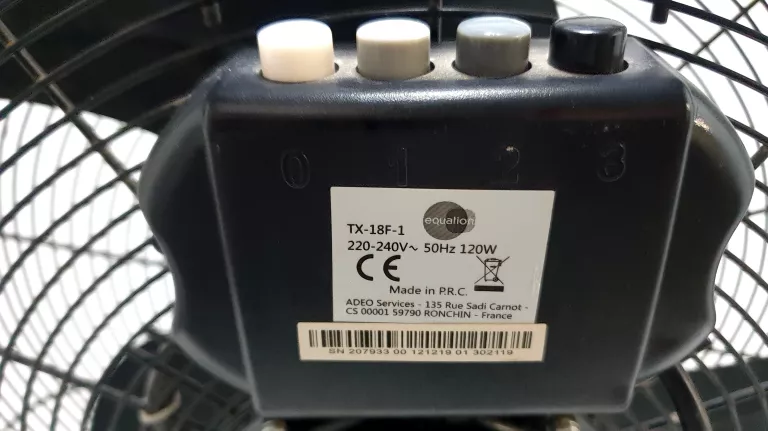 0 1 2 3
equation
TX-18F-1
220-240V~ 50Hz 120W
CE
Made in P.R.C.
ADEO Services - 135 Rue Sadi Carnot -
CS 00001 59790 RONCHIN - France
SN 207933 00 121219 01 302119